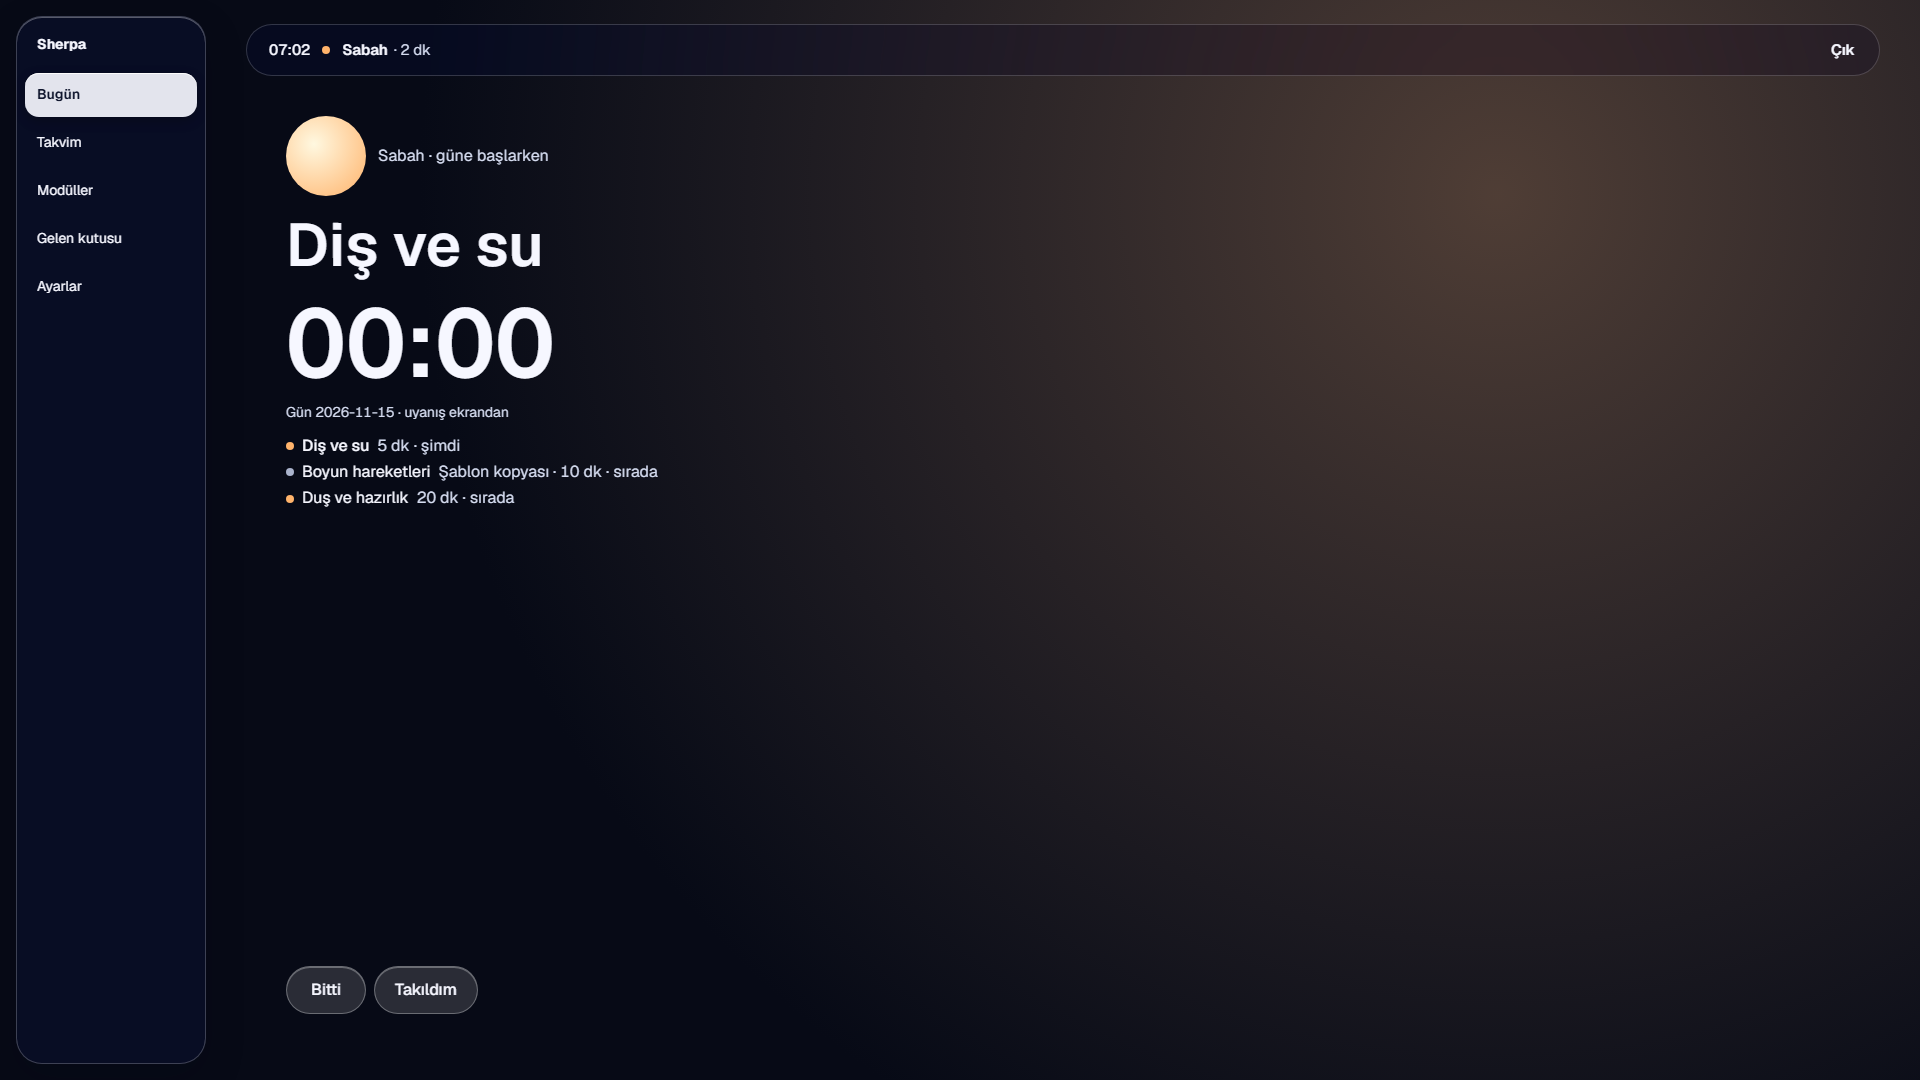 Sherpa
Bugün
Takvim
Modüller
Gelen kutusu
Ayarlar
07:02 Sabah · 2 dk
Çık
Sabah · güne başlarken
Diş ve su
00:00
Gün 2026-11-15 · uyanış ekrandan
Diş ve su 5 dk · şimdi
Boyun hareketleri Şablon kopyası · 10 dk · sırada
Duş ve hazırlık 20 dk · sırada
Bitti
Takıldım